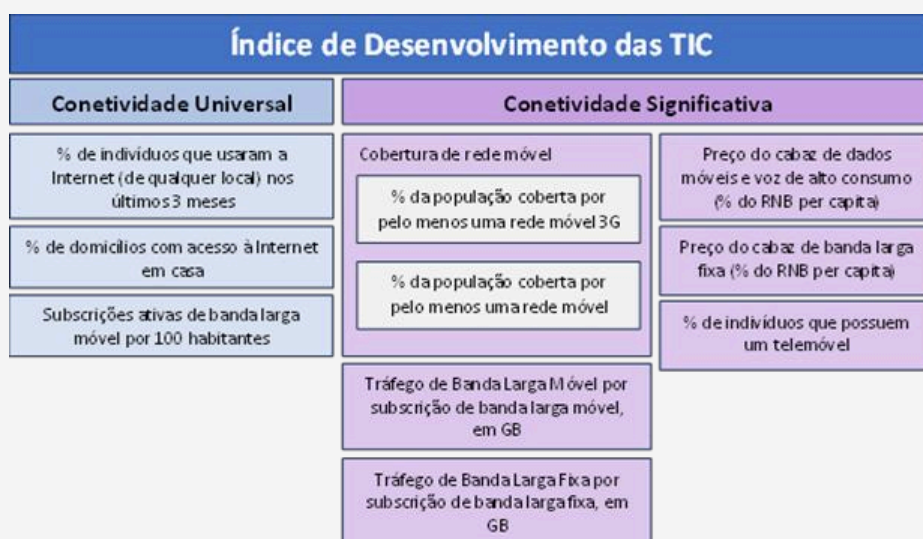 Índice de Desenvolvimento das TIC
Conetividade Universal
% de indivíduos que usaram a
Internet (de qualquer local) nos
últimos 3 meses
% de domicílios com acesso à Internet
em casa
Subscrições ativas de banda larga
móvel por 100 habitantes
Conetividade Significativa
Cobertura de rede móvel
% da população coberta por
pelo menos uma rede móvel 3G
% da população coberta por
pelo menos uma rede móvel
Tráfego de Banda Larga Móvel por
subscrição de banda larga móvel,
em GB
Tráfego de Banda Larga Fixa por
subscrição de banda larga fixa, em
GB
Preço do cabaz de dados
móveis e voz de alto consumo
(% do RNB per capita)
Preço do cabaz de banda larga
fixa (% do RNB per capita)
% de indivíduos que possuem
um telemóvel